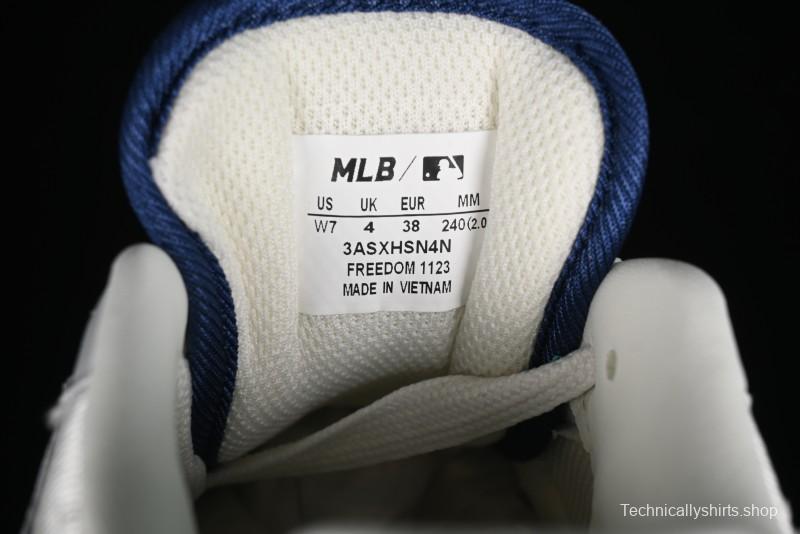 MLB /
US UK EUR MM
W7 4 38 240(2.0
3ASXHSN4N
FREEDOM 1123
MADE IN VIETNAM
Technicallyshirts.shop